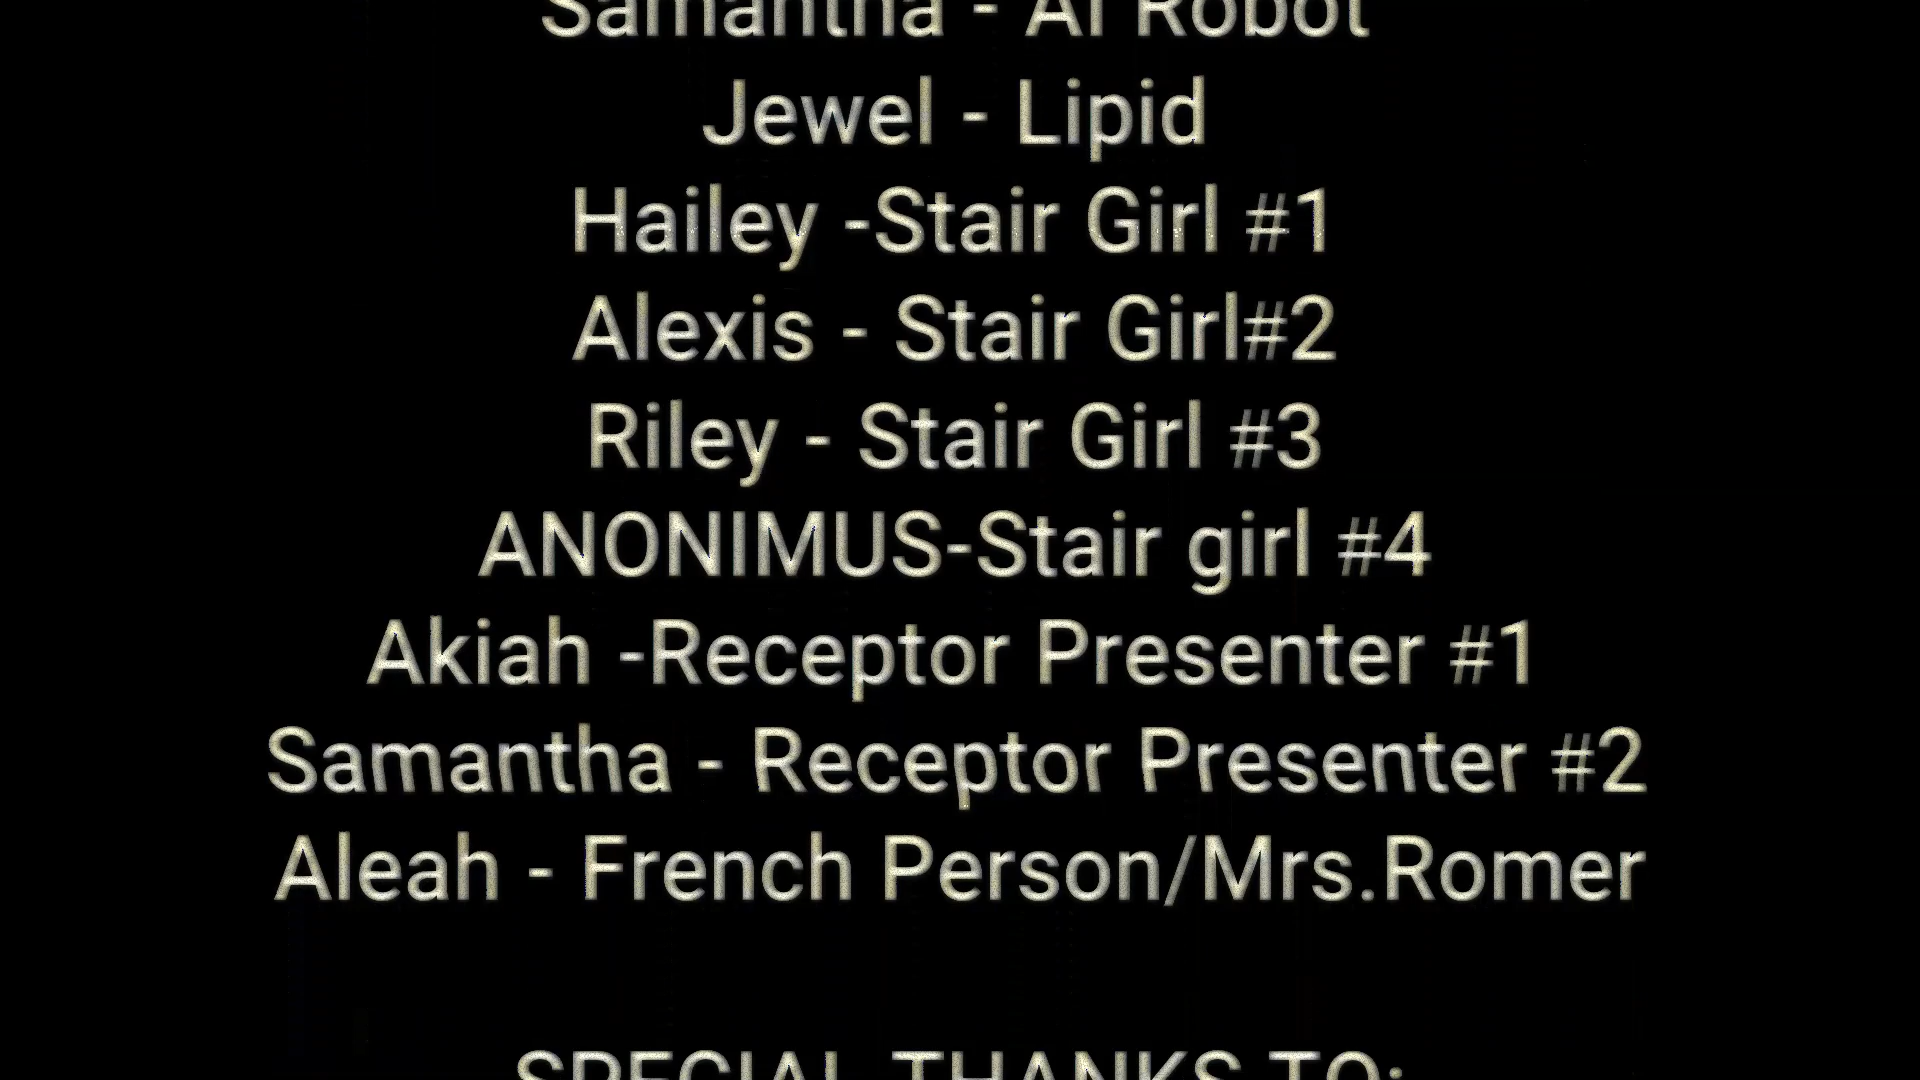 Samantha - AI Robot
Jewel - Lipid
Hailey -Stair Girl #1
Alexis - Stair Girl#2
Riley - Stair Girl #3
ANONIMUS-Stair girl #4
Akiah -Receptor Presenter #1
Samantha - Receptor Presenter #2
Aleah - French Person/Mrs.Romer
SPECIAL THANKS TO: